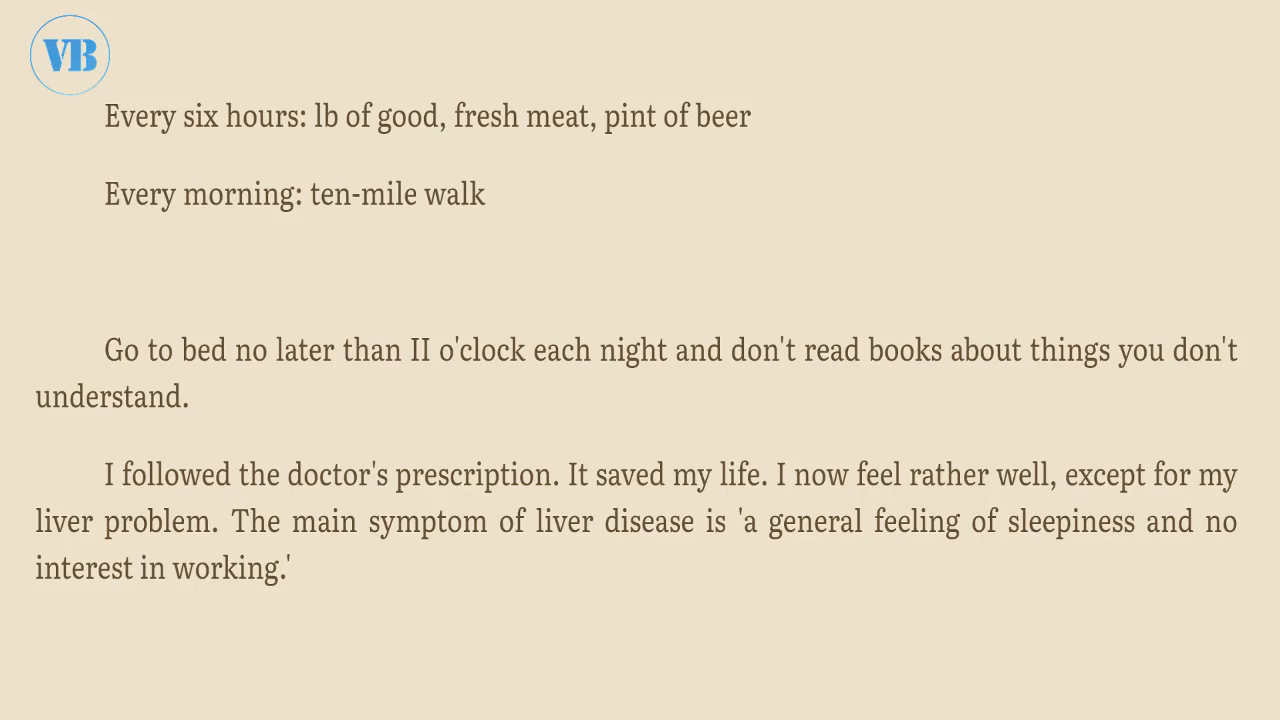 VB
Every six hours: lb of good, fresh meat, pint of beer
Every morning: ten-mile walk
Go to bed no later than II o'clock each night and don't read books about things you don't
understand.
I followed the doctor's prescription. It saved my life. I now feel rather well, except for my
liver problem. The main symptom of liver disease is 'a general feeling of sleepiness and no
interest in working.'